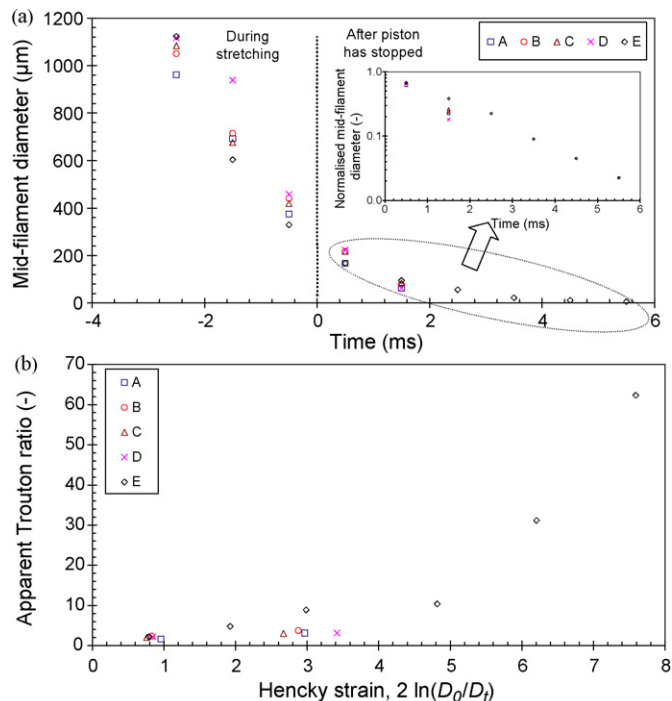 (a)
1200
1000
800
600
400
200
0
Mid-filament diameter (µm)
During
stretching
After piston
has stopped
A
B
C
D
E
1.0
0.1
0.0
Normalised mid-filament
diameter (-)
0 1 2 3 4 5 6
Time (ms)
-4 -2 0 2 4 6
Time (ms)
(b)
70
60
50
40
30
20
10
0
Apparent Trouton ratio (-)
A
B
C
D
E
0 1 2 3 4 5 6 7 8
Hencky strain, 2 ln(D0/Dt)